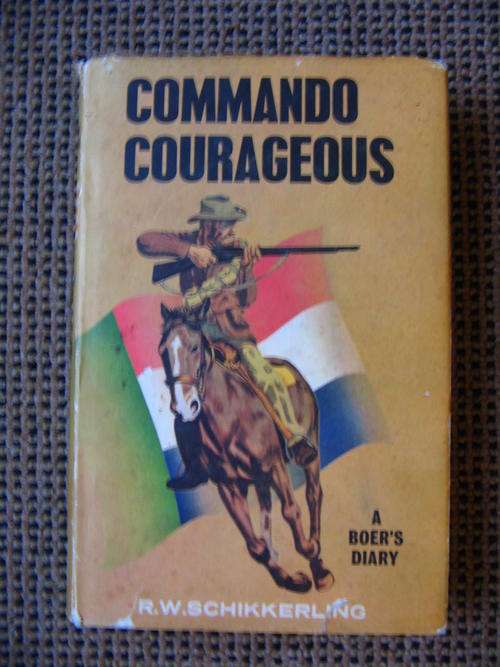 COMMANDO
COURAGEOUS
A
BOER'S
DIARY
R.W.SCHIKKERLING